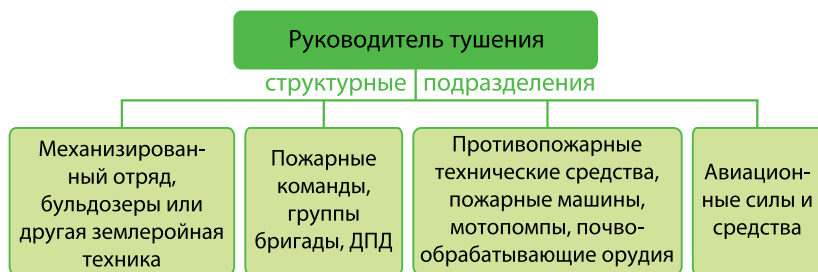 Руководитель тушения
структурные подразделения
Механизирован-
ный отряд,
бульдозеры или
другая землеройная
техника
Пожарные
команды,
группы
бригады, ДПД
Противопожарные
технические средства,
пожарные машины,
мотопомпы, почво-
обрабатывающие орудия
Авиацион-
ные силы и
средства